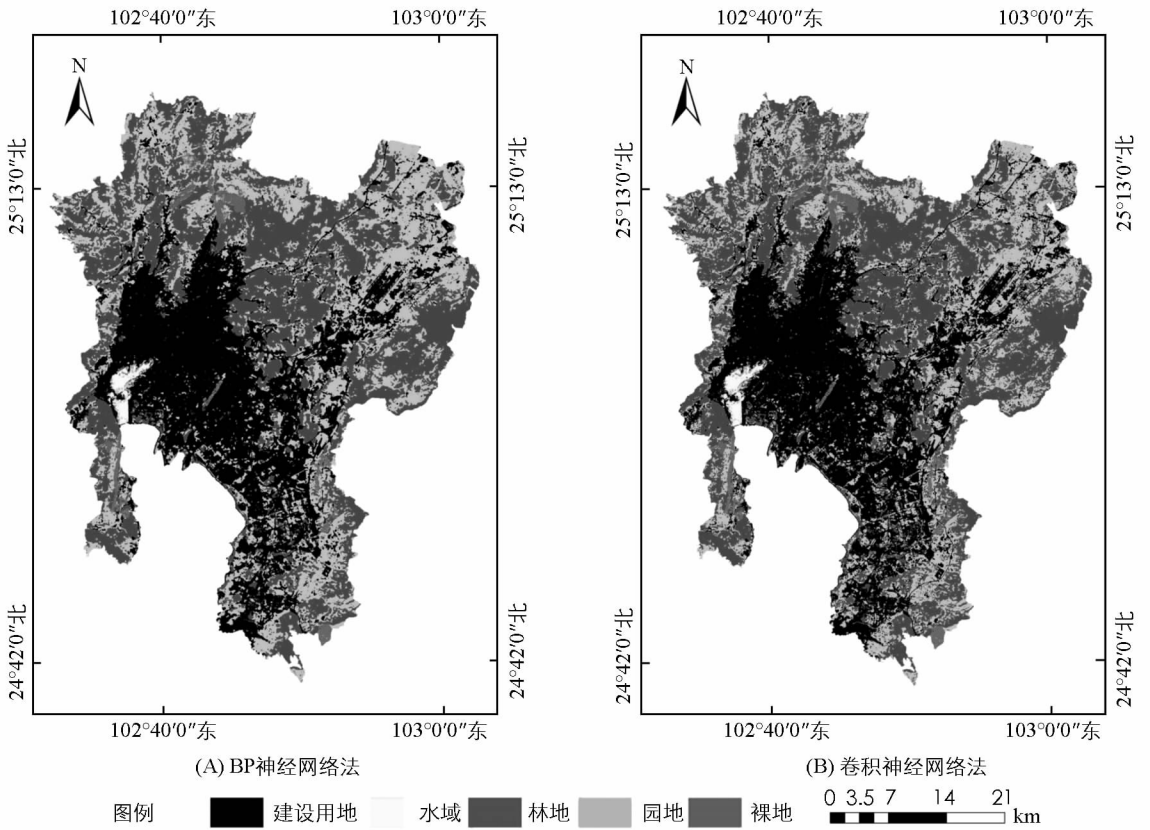 102°40′0″东 103°0′0″东 102°40′0″东 103°0′0″东
N N
25°13′0″北 25°13′0″北 25°13′0″北 25°13′0″北
24°42′0″北 24°42′0″北 24°42′0″北 24°42′0″北
102°40′0″东 103°0′0″东 102°40′0″东 103°0′0″东
(A) BP神经网络法 (B) 卷积神经网络法
图例 建设用地 水域 林地 园地 裸地 0 3.5 7 14 21 km